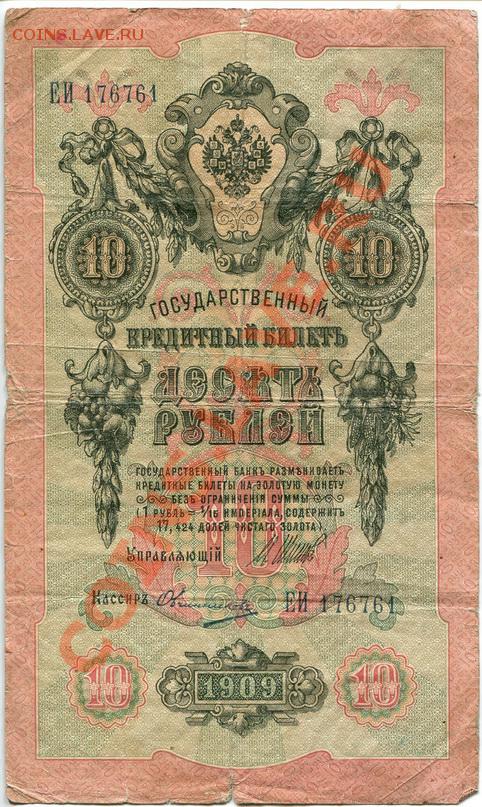 COINS.LAVE.RU
ЕИ 176761
10 10
ГОСУДАРСТВЕННЫЙ
КРЕДИТНЫЙ БИЛЕТЪ
ДЕСЯТЬ
РУБЛЕЙ
ГОСУДАРСТВЕННЫЙ БАНКЪ РАЗМѢНИВАЕТЪ
КРЕДИТНЫЕ БИЛЕТЫ НА ЗОЛОТУЮ МОНЕТУ
БЕЗЪ ОГРАНИЧЕНІЯ СУММЫ
(1 РУБЛЬ = 1/15 ИМПЕРІАЛА, СОДЕРЖИТЪ
17,424 ДОЛЕЙ ЧИСТАГО ЗОЛОТА)
10
УПРАВЛЯЮЩІЙ
КАССИРЪ Овчинниковъ ЕИ 176761
10 1909 10